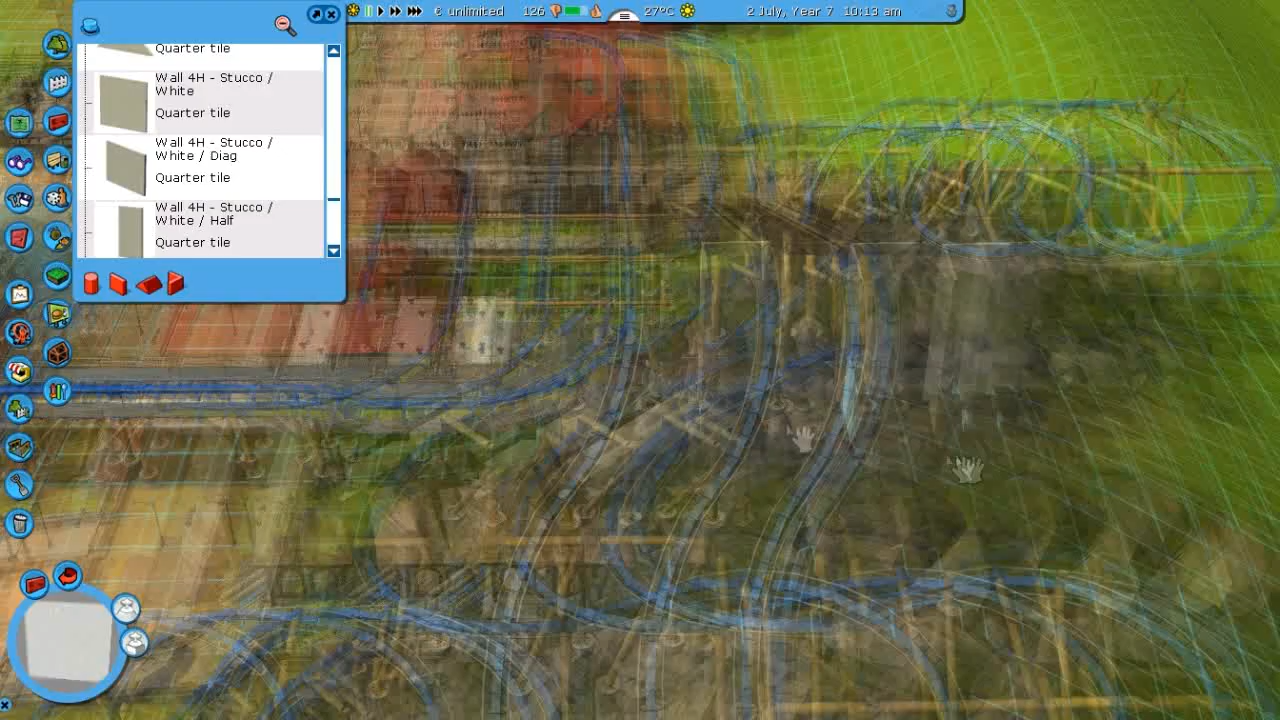 € unlimited 126 27°C 2 July, Year 7 10:13 am
Quarter tile
Wall 4H - Stucco /
White
Quarter tile
Wall 4H - Stucco /
White / Diag
Quarter tile
Wall 4H - Stucco /
White / Half
Quarter tile